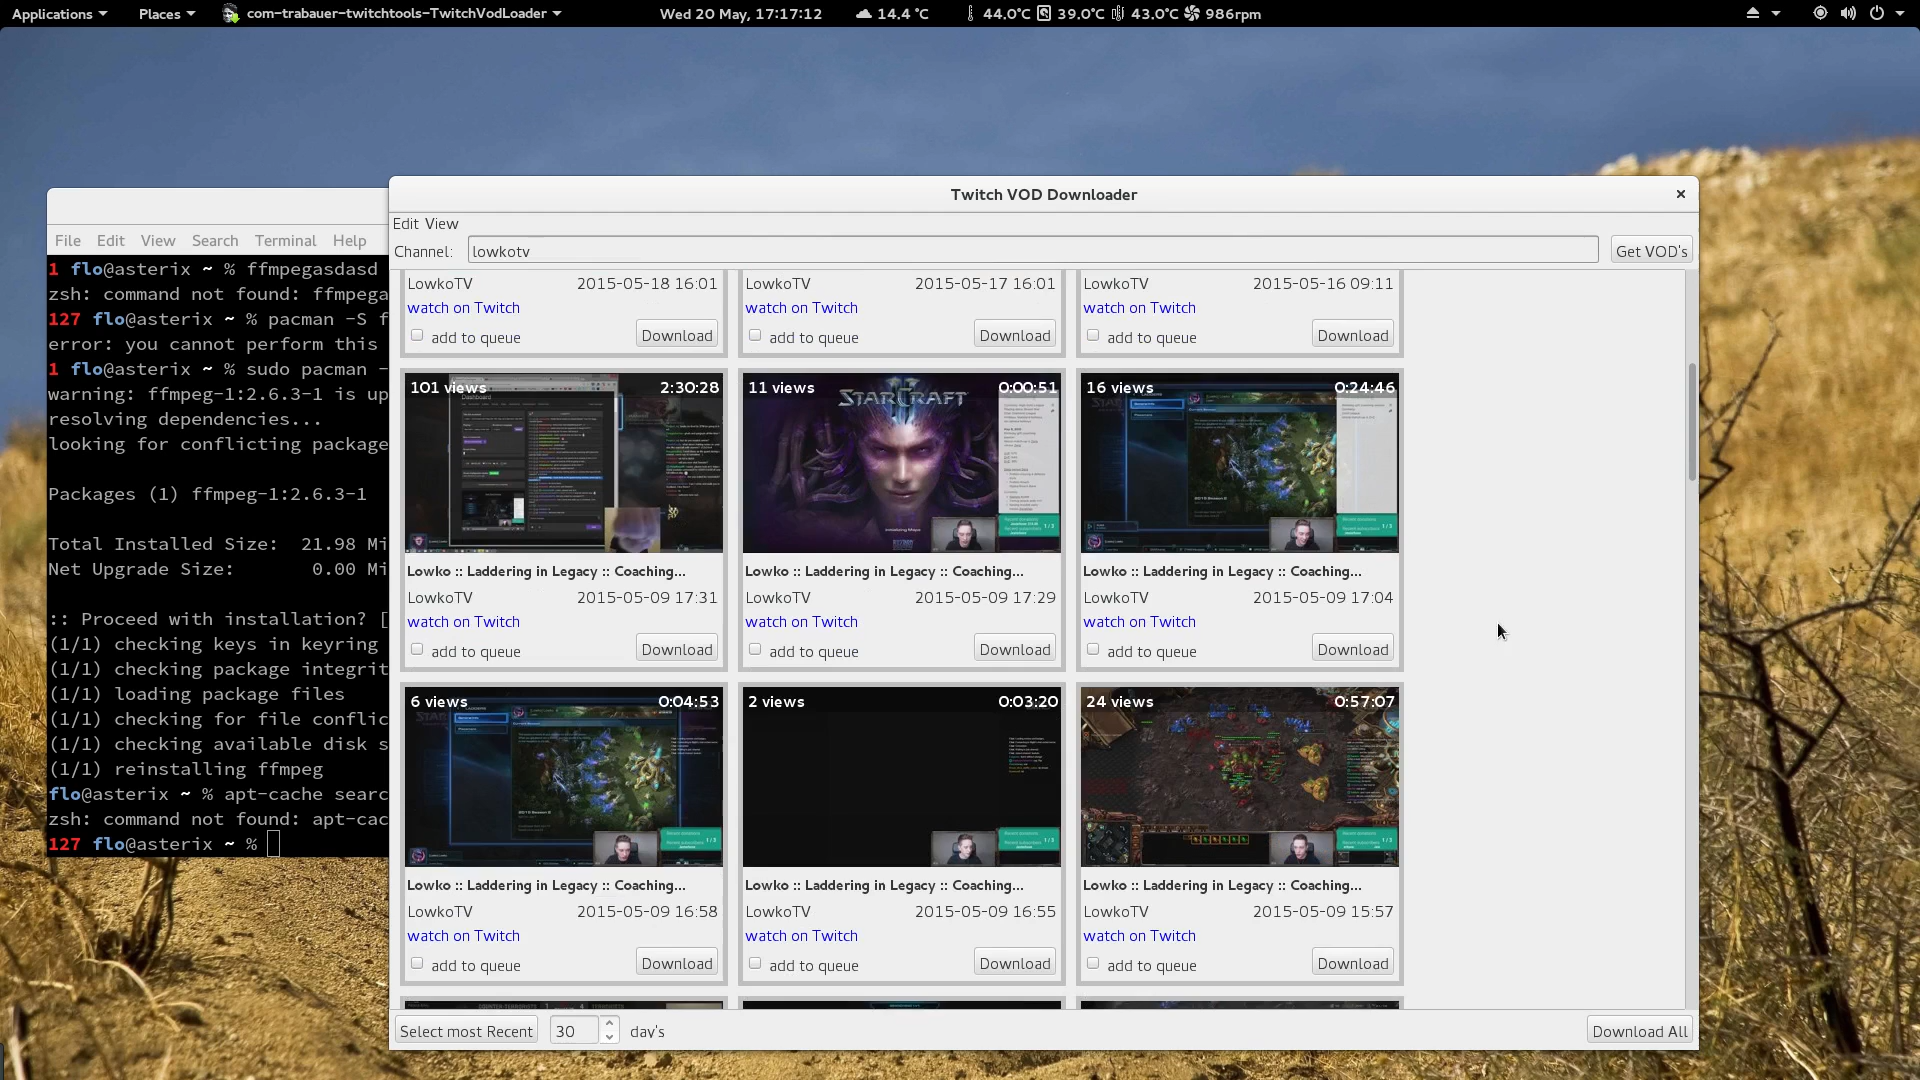 Applications Places com-trabauer-twitchtools-TwitchVodLoader Wed 20 May, 17:17:12 14.4 °C 44.0°C 39.0°C 43.0°C 986rpm
Twitch VOD Downloader
Edit View
Channel: lowkotv Get VOD's
LowkoTV 2015-05-18 16:01
watch on Twitch
add to queue Download
LowkoTV 2015-05-17 16:01
watch on Twitch
add to queue Download
LowkoTV 2015-05-16 09:11
watch on Twitch
add to queue Download
101 views 2:30:28
Lowko :: Laddering in Legacy :: Coaching...
LowkoTV 2015-05-09 17:31
watch on Twitch
add to queue Download
11 views 0:00:51
STARCRAFT
Lowko :: Laddering in Legacy :: Coaching...
LowkoTV 2015-05-09 17:29
watch on Twitch
add to queue Download
16 views 0:24:46
Lowko :: Laddering in Legacy :: Coaching...
LowkoTV 2015-05-09 17:04
watch on Twitch
add to queue Download
6 views 0:04:53
Lowko :: Laddering in Legacy :: Coaching...
LowkoTV 2015-05-09 16:58
watch on Twitch
add to queue Download
2 views 0:03:20
Lowko :: Laddering in Legacy :: Coaching...
LowkoTV 2015-05-09 16:55
watch on Twitch
add to queue Download
24 views 0:57:07
Lowko :: Laddering in Legacy :: Coaching...
LowkoTV 2015-05-09 15:57
watch on Twitch
add to queue Download
Select most Recent 30 day's Download All
File Edit View Search Terminal Help
1 flo@asterix ~ % ffmpegasdasd
zsh: command not found: ffmpega
127 flo@asterix ~ % pacman -S f
error: you cannot perform this
1 flo@asterix ~ % sudo pacman -
warning: ffmpeg-1:2.6.3-1 is up
resolving dependencies...
looking for conflicting package
Packages (1) ffmpeg-1:2.6.3-1
Total Installed Size: 21.98 Mi
Net Upgrade Size: 0.00 Mi
:: Proceed with installation? [
(1/1) checking keys in keyring
(1/1) checking package integrit
(1/1) loading package files
(1/1) checking for file conflic
(1/1) checking available disk s
(1/1) reinstalling ffmpeg
flo@asterix ~ % apt-cache searc
zsh: command not found: apt-cac
127 flo@asterix ~ %